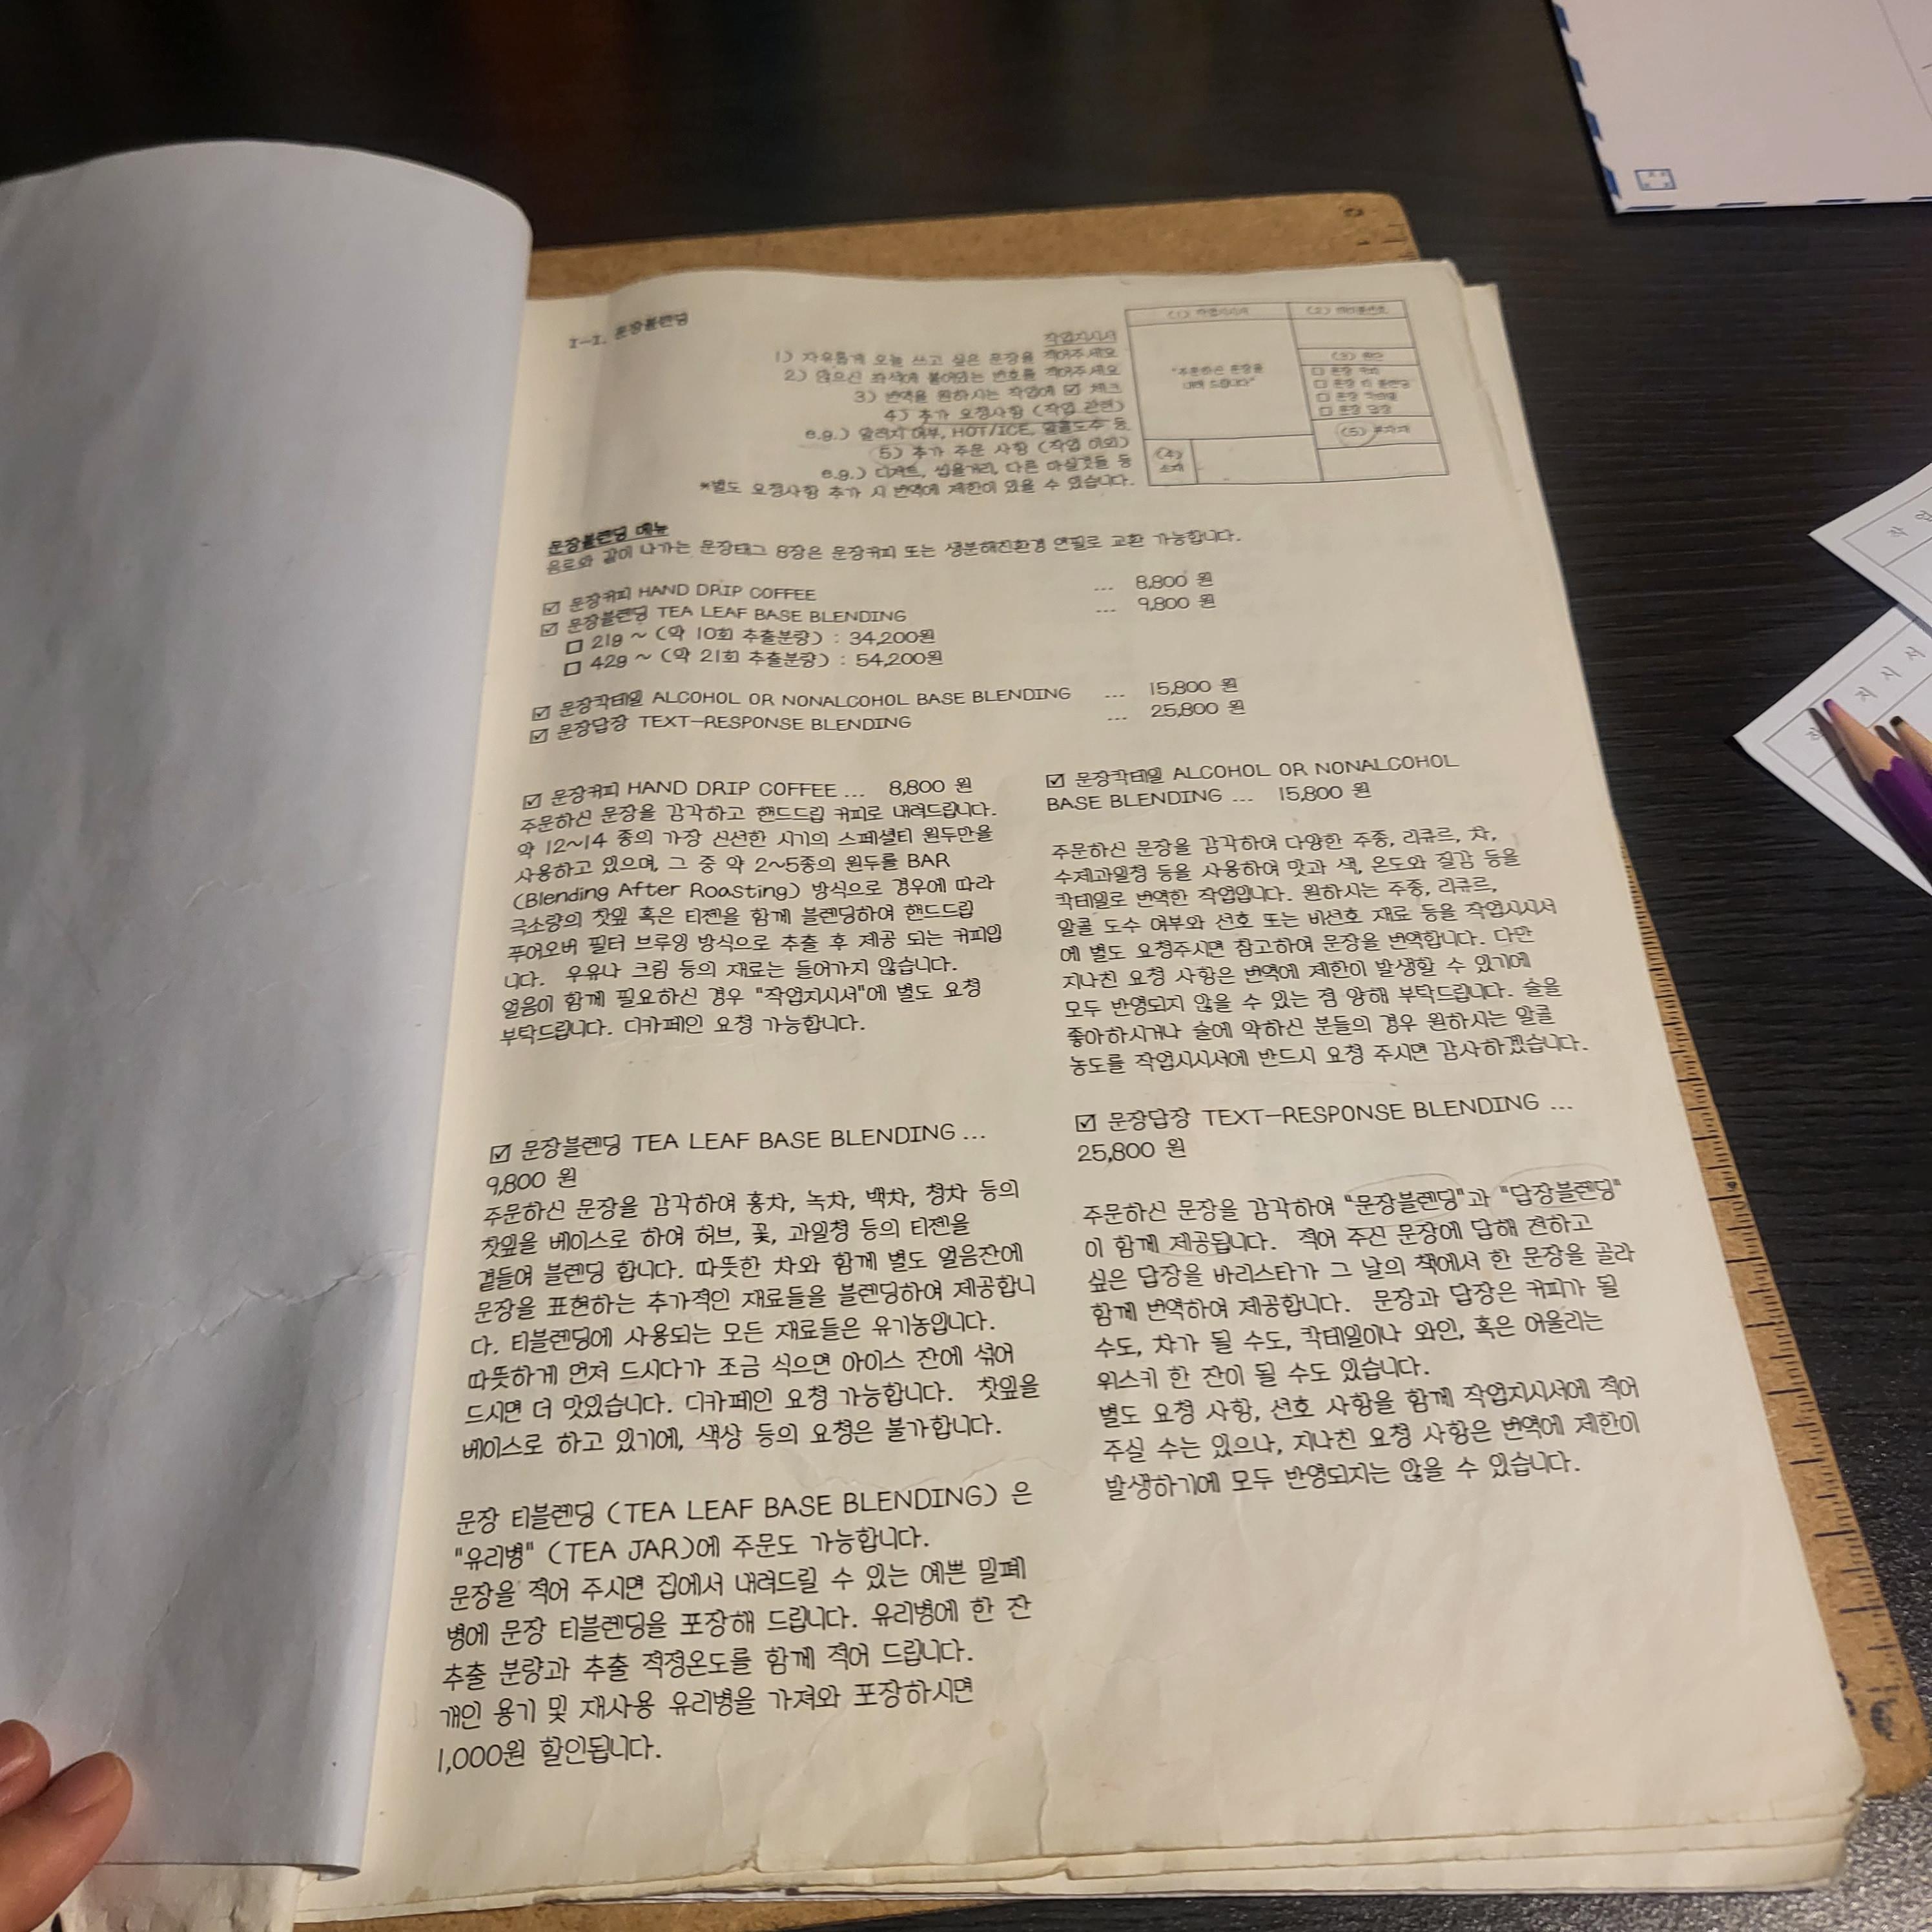 I-I. 문장블렌딩
작업지시서
1) 자유롭게 오늘 쓰고 싶은 문장을 적어주세요
2) 앉으신 좌석에 붙어있는 번호를 적어주세요
3) 번역을 원하시는 작업에 ☑ 체크
4) 추가 요청사항 (작업 관련)
e.g.) 알러지 여부, HOT/ICE, 알콜도수 등
5) 추가 주문 사항 (작업 이외)
e.g.) 디저트, 씹을거리, 다른 마실것들 등
*별도 요청사항 추가 시 번역에 제한이 있을 수 있습니다.
(1) 작업지시서
(2) 테이블번호
"주문하신 문장을
내려 드립니다"
(3)
☐ 문장 커피
☐ 문장 티 블렌딩
☐ 문장 칵테일
☐ 문장 답장
(4)
소재
(5) 부자재
문장블렌딩 메뉴
음료와 같이 나가는 문장태그 8장은 문장커피 또는 생분해친환경 연필로 교환 가능합니다.
☑ 문장커피 HAND DRIP COFFEE ... 8,800 원
☑ 문장블렌딩 TEA LEAF BASE BLENDING ... 9,800 원
☐ 21g ~ (약 10회 추출분량) : 34,200원
☐ 42g ~ (약 21회 추출분량) : 54,200원
☑ 문장칵테일 ALCOHOL OR NONALCOHOL BASE BLENDING ... 15,800 원
☑ 문장답장 TEXT-RESPONSE BLENDING ... 25,800 원
☑ 문장커피 HAND DRIP COFFEE ... 8,800 원
주문하신 문장을 감각하고 핸드드립 커피로 내려드립니다.
약 12~14 종의 가장 신선한 시기의 스페셜티 원두만을
사용하고 있으며, 그 중 약 2~5종의 원두를 BAR
(Blending After Roasting) 방식으로 경우에 따라
극소량의 찻잎 혹은 티젠을 함께 블렌딩하여 핸드드립
푸어오버 필터 브루잉 방식으로 추출 후 제공 되는 커피입
니다. 우유나 크림 등의 재료는 들어가지 않습니다.
얼음이 함께 필요하신 경우 "작업지시서"에 별도 요청
부탁드립니다. 디카페인 요청 가능합니다.
☑ 문장블렌딩 TEA LEAF BASE BLENDING ...
9,800 원
주문하신 문장을 감각하여 홍차, 녹차, 백차, 청차 등의
찻잎을 베이스로 하여 허브, 꽃, 과일청 등의 티젠을
곁들여 블렌딩 합니다. 따뜻한 차와 함께 별도 얼음잔에
문장을 표현하는 추가적인 재료들을 블렌딩하여 제공합니
다. 티블렌딩에 사용되는 모든 재료들은 유기농입니다.
따뜻하게 먼저 드시다가 조금 식으면 아이스 잔에 섞어
드시면 더 맛있습니다. 디카페인 요청 가능합니다. 찻잎을
베이스로 하고 있기에, 색상 등의 요청은 불가합니다.
문장 티블렌딩 (TEA LEAF BASE BLENDING) 은
"유리병" (TEA JAR)에 주문도 가능합니다.
문장을 적어 주시면 집에서 내려드릴 수 있는 예쁜 밀폐
병에 문장 티블렌딩을 포장해 드립니다. 유리병에 한 잔
추출 분량과 추출 적정온도를 함께 적어 드립니다.
개인 용기 및 재사용 유리병을 가져와 포장하시면
1,000원 할인됩니다.
☑ 문장칵테일 ALCOHOL OR NONALCOHOL
BASE BLENDING ... 15,800 원
주문하신 문장을 감각하여 다양한 주종, 리큐르, 차,
수제과일청 등을 사용하여 맛과 색, 온도와 질감 등을
칵테일로 번역한 작업입니다. 원하시는 주종, 리큐르,
알콜 도수 여부와 선호 또는 비선호 재료 등을 작업시시서
에 별도 요청주시면 참고하여 문장을 번역합니다. 다만
지나친 요청 사항은 번역에 제한이 발생할 수 있기에
모두 반영되지 않을 수 있는 점 양해 부탁드립니다. 술을
좋아하시거나 술에 약하신 분들의 경우 원하시는 알콜
농도를 작업시시서에 반드시 요청 주시면 감사하겠습니다.
☑ 문장답장 TEXT-RESPONSE BLENDING ...
25,800 원
주문하신 문장을 감각하여 "문장블렌딩"과 "답장블렌딩"
이 함께 제공됩니다. 적어 주신 문장에 답해 전하고
싶은 답장을 바리스타가 그 날의 책에서 한 문장을 골라
함께 번역하여 제공합니다. 문장과 답장은 커피가 될
수도, 차가 될 수도, 칵테일이나 와인, 혹은 어울리는
위스키 한 잔이 될 수도 있습니다.
별도 요청 사항, 선호 사항을 함께 작업지시서에 적어
주실 수는 있으나, 지나친 요청 사항은 번역에 제한이
발생하기에 모두 반영되지는 않을 수 있습니다.